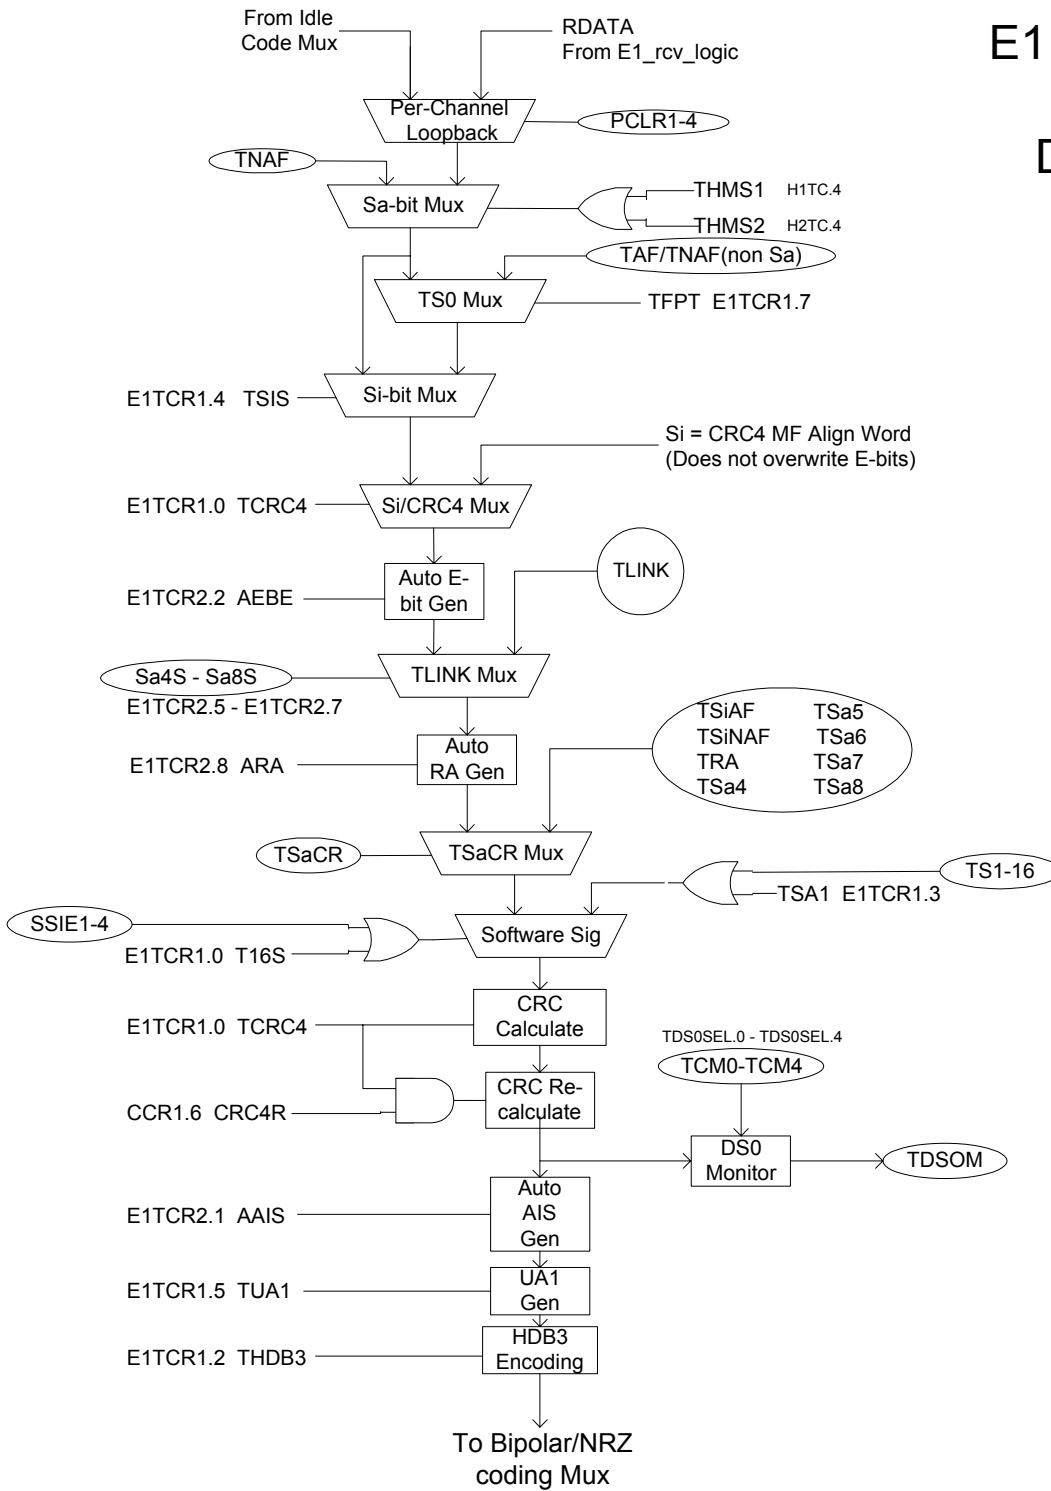 From Idle
Code Mux
RDATA
From E1_rcv_logic
E1
Per-Channel
Loopback
PCLR1-4
TNAF
Sa-bit Mux
THMS1 H1TC.4
THMS2 H2TC.4
TAF/TNAF(non Sa)
TS0 Mux
TFPT E1TCR1.7
E1TCR1.4 TSIS
Si-bit Mux
Si = CRC4 MF Align Word
(Does not overwrite E-bits)
E1TCR1.0 TCRC4
Si/CRC4 Mux
E1TCR2.2 AEBE
Auto E-
bit Gen
TLINK
Sa4S - Sa8S
E1TCR2.5 - E1TCR2.7
TLINK Mux
E1TCR2.8 ARA
Auto
RA Gen
TSiAF TSa5
TSiNAF TSa6
TRA TSa7
TSa4 TSa8
TSaCR
TSaCR Mux
TS1-16
TSA1 E1TCR1.3
SSIE1-4
E1TCR1.0 T16S
Software Sig
E1TCR1.0 TCRC4
CRC
Calculate
TDS0SEL.0 - TDS0SEL.4
TCM0-TCM4
CCR1.6 CRC4R
CRC Re-
calculate
DS0
Monitor
TDSOM
E1TCR2.1 AAIS
Auto
AIS
Gen
E1TCR1.5 TUA1
UA1
Gen
E1TCR1.2 THDB3
HDB3
Encoding
To Bipolar/NRZ
coding Mux